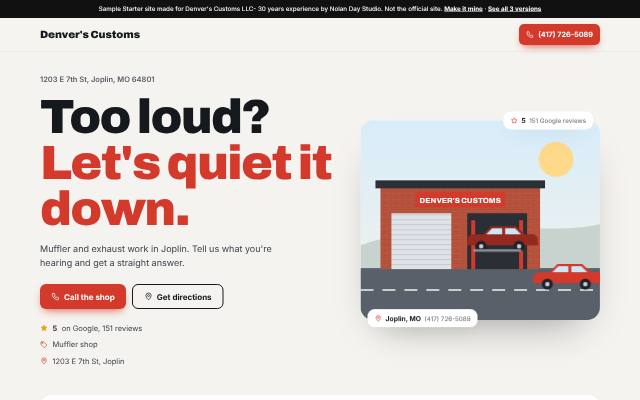 Sample Starter site made for Denver's Customs LLC- 30 years experience by Nolan Day Studio. Not the official site. Make it mine · See all 3 versions
Denver's Customs
(417) 726-5089
1203 E 7th St, Joplin, MO 64801
Too loud?
Let's quiet it
down.
Muffler and exhaust work in Joplin. Tell us what you're
hearing and get a straight answer.
Call the shop
Get directions
5 on Google, 151 reviews
Muffler shop
1203 E 7th St, Joplin
5 151 Google reviews
DENVER'S CUSTOMS
Joplin, MO (417) 726-5089